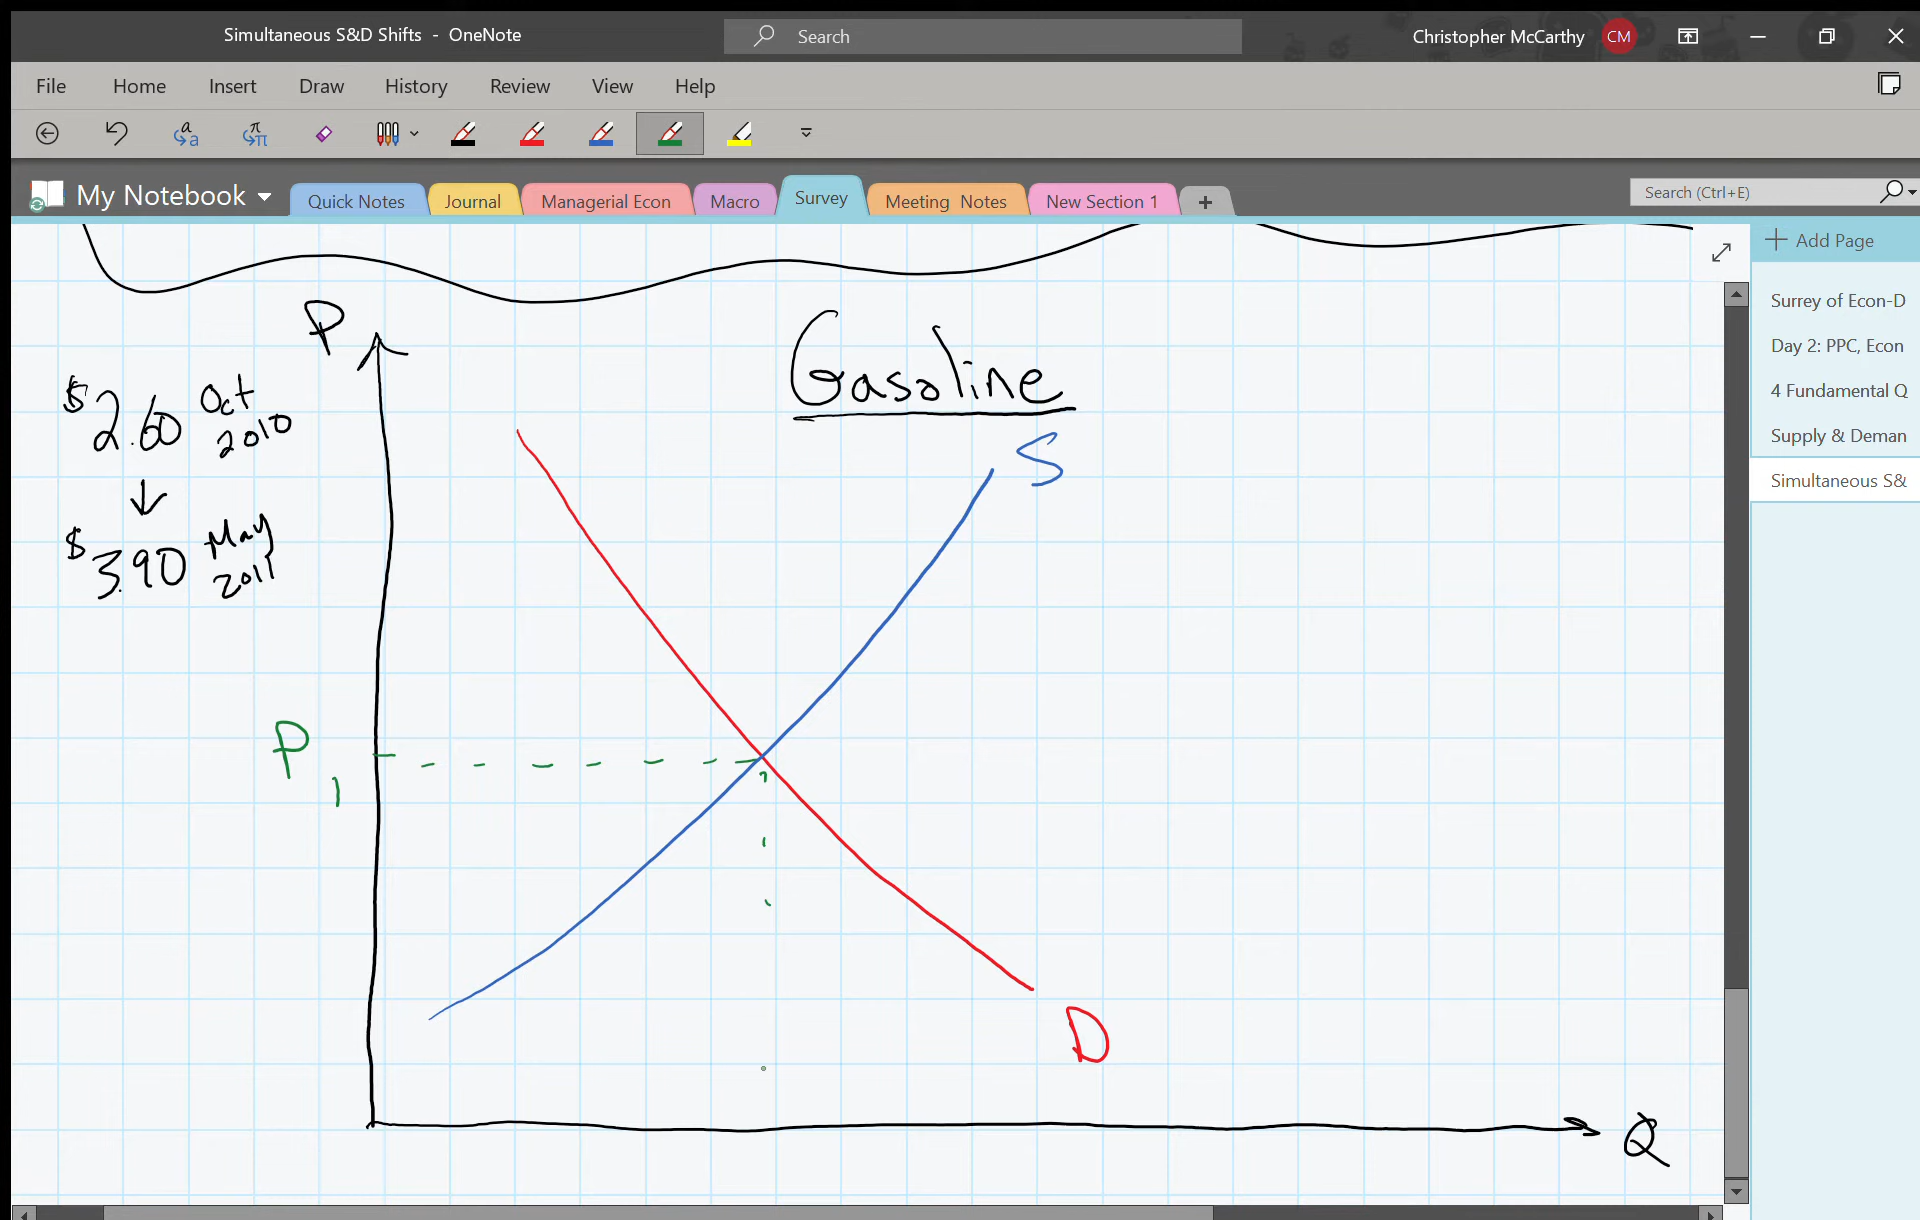 Simultaneous S&D Shifts - OneNote
Search
Christopher McCarthy
CM
File Home Insert Draw History Review View Help
My Notebook
Quick Notes
Journal
Managerial Econ
Macro
Survey
Meeting Notes
New Section 1
+
Search (Ctrl+E)
Add Page
Surrey of Econ-D
Day 2: PPC, Econ
4 Fundamental Q
Supply & Deman
Simultaneous S&
P
Gasoline
$2.60 Oct 2010
↓
$3.90 May 2011
S
P1
D
Q